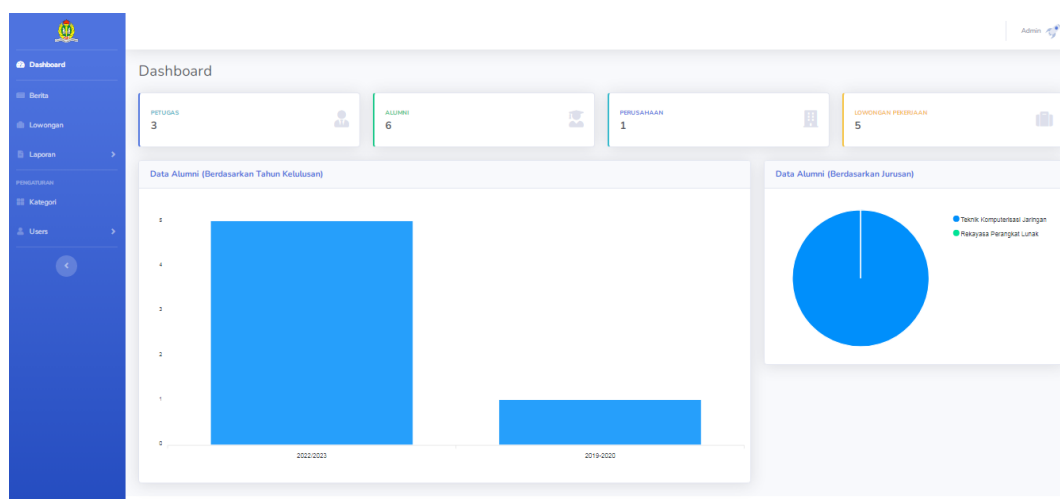 Admin
Dashboard
Berita
Lowongan
Laporan
PENGATURAN
Kategori
Users
Dashboard
PETUGAS
3
ALUMNI
6
PERUSAHAAN
1
LOWONGAN PEKERJAAN
5
Data Alumni (Berdasarkan Tahun Kelulusan)
5
4
3
2
1
0
2022/2023
2019-2020
Data Alumni (Berdasarkan Jurusan)
Teknik Komputerisasi Jaringan
Rekayasa Perangkat Lunak